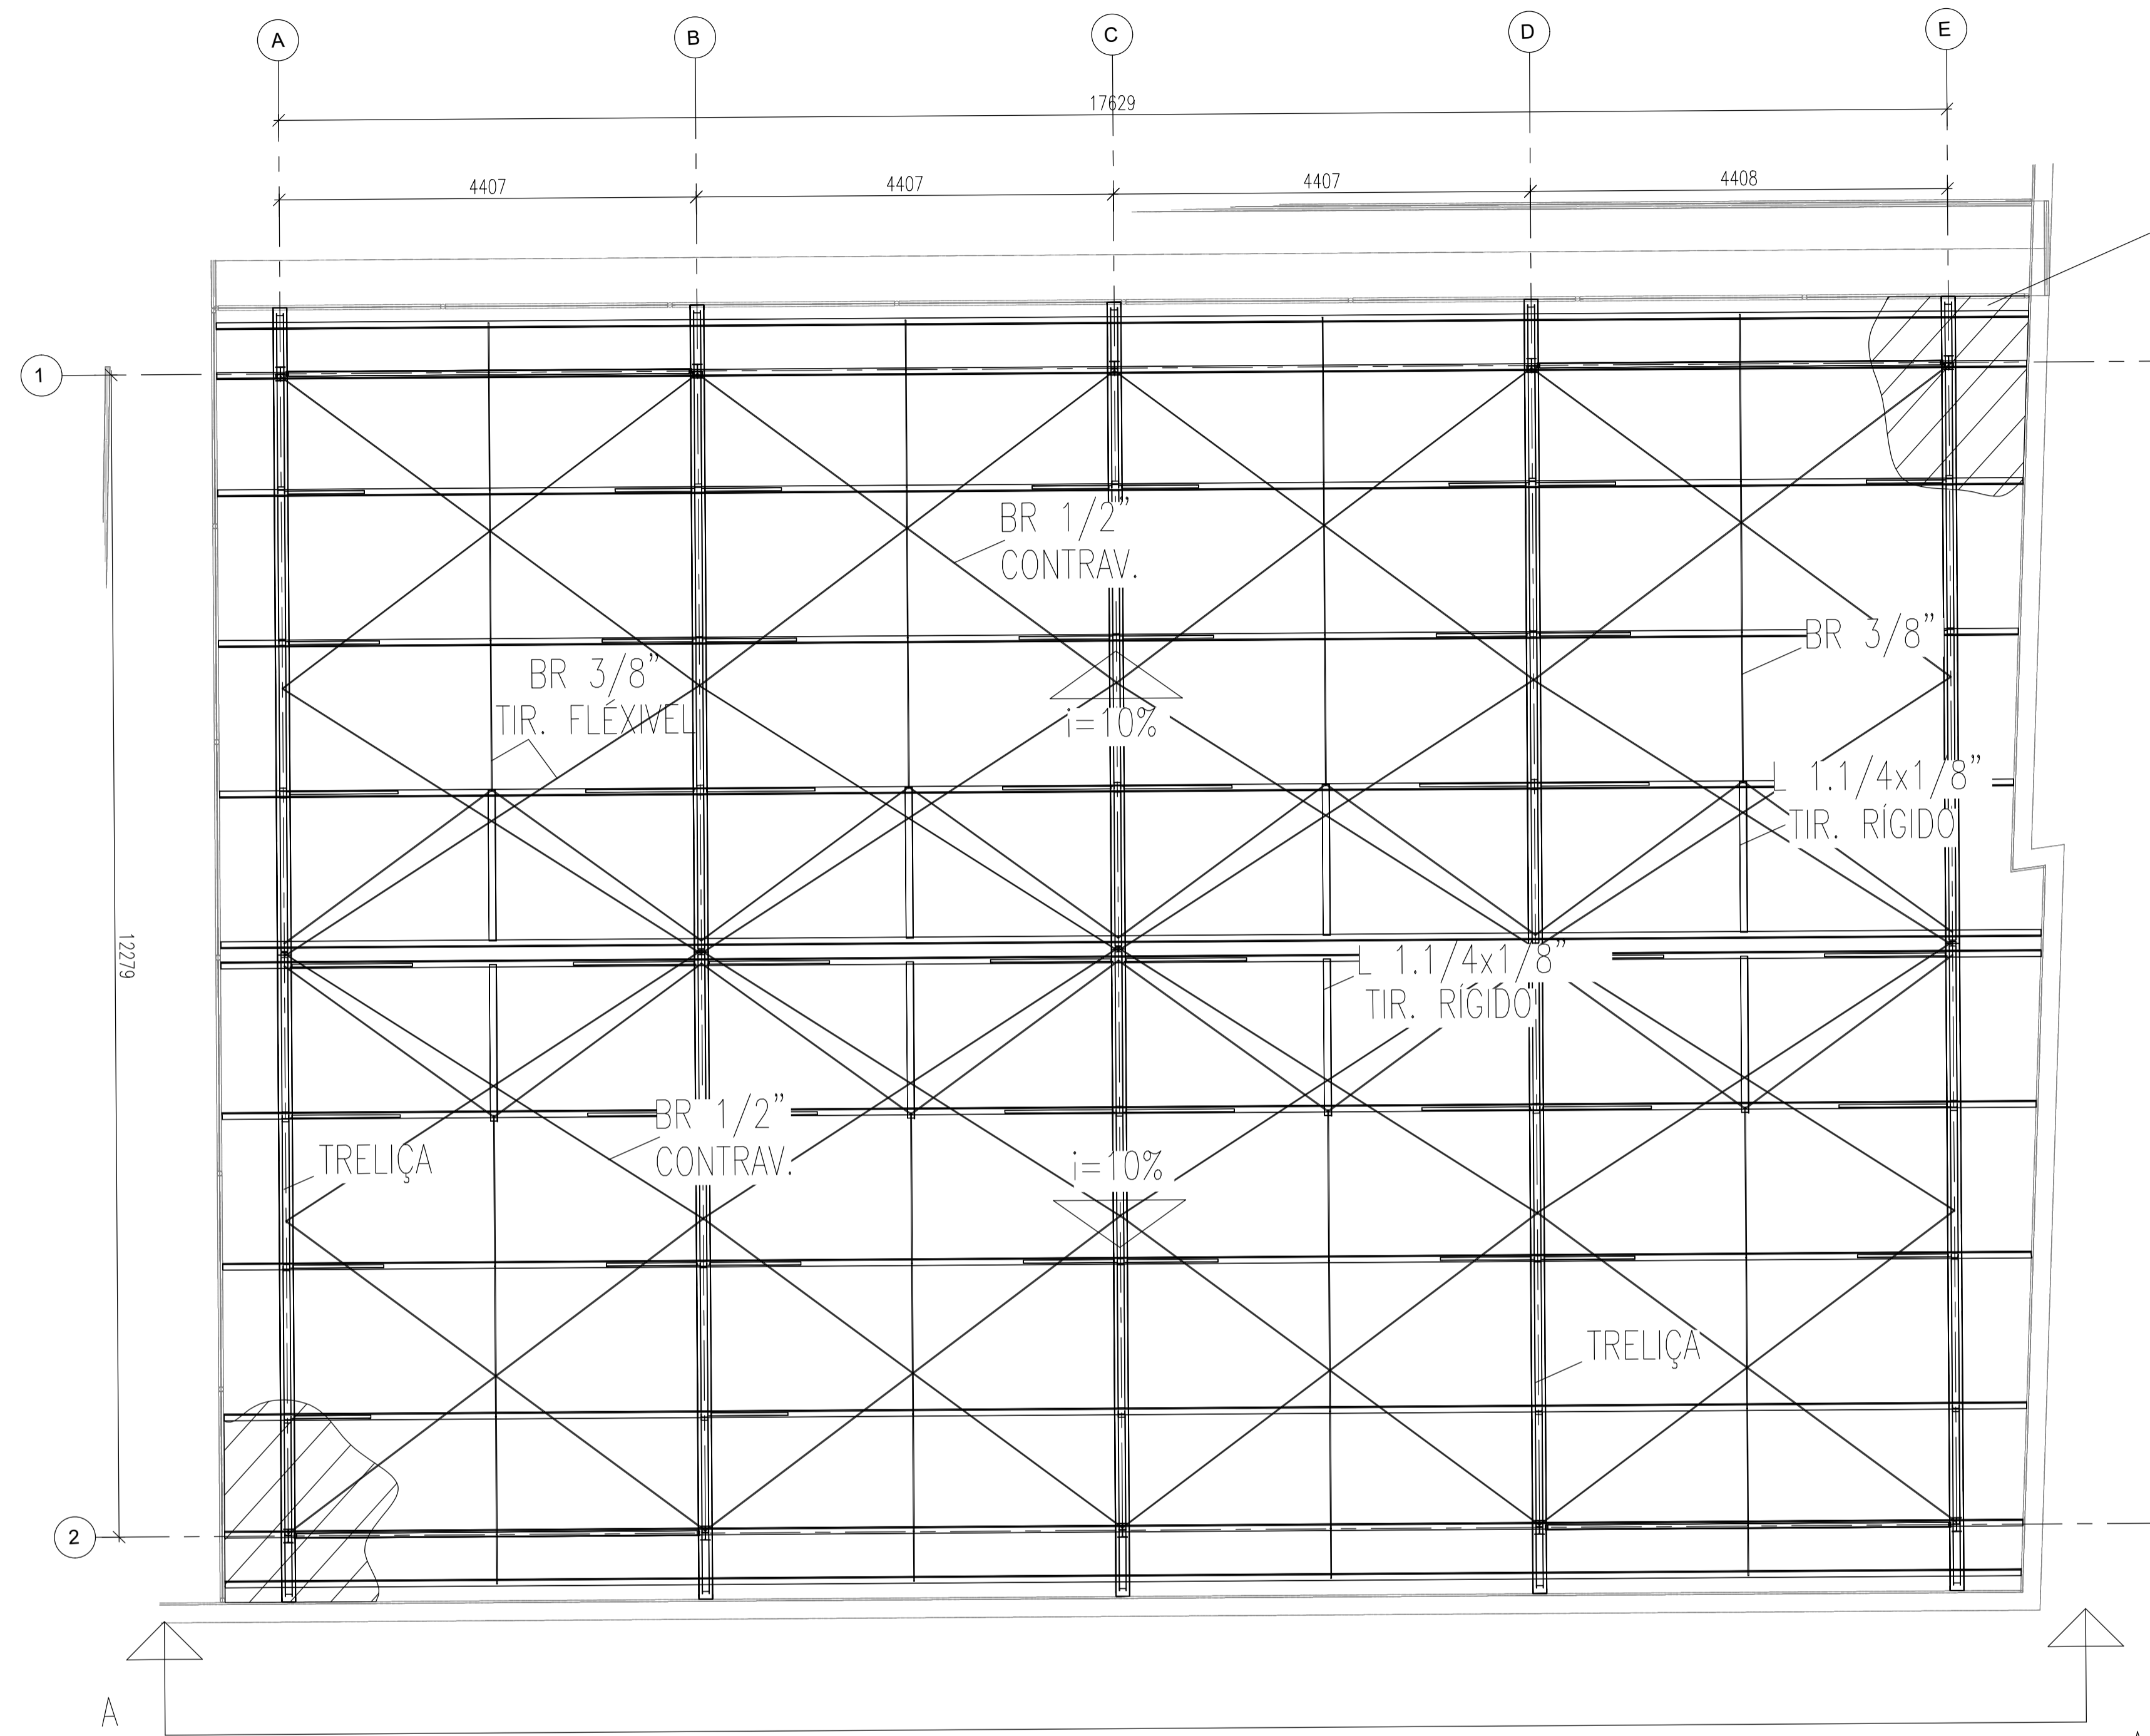 A
B
C
D
E
17629
4407
4407
4407
4408
1
BR 1/2"
CONTRAV.
BR 3/8"
BR 3/8"
TIR. FLÉXIVEL
i=10%
L 1.1/4x1/8"
TIR. RÍGIDO
12279
L 1.1/4x1/8"
TIR. RÍGIDO
BR 1/2"
CONTRAV.
TRELIÇA
i=10%
TRELIÇA
2
A